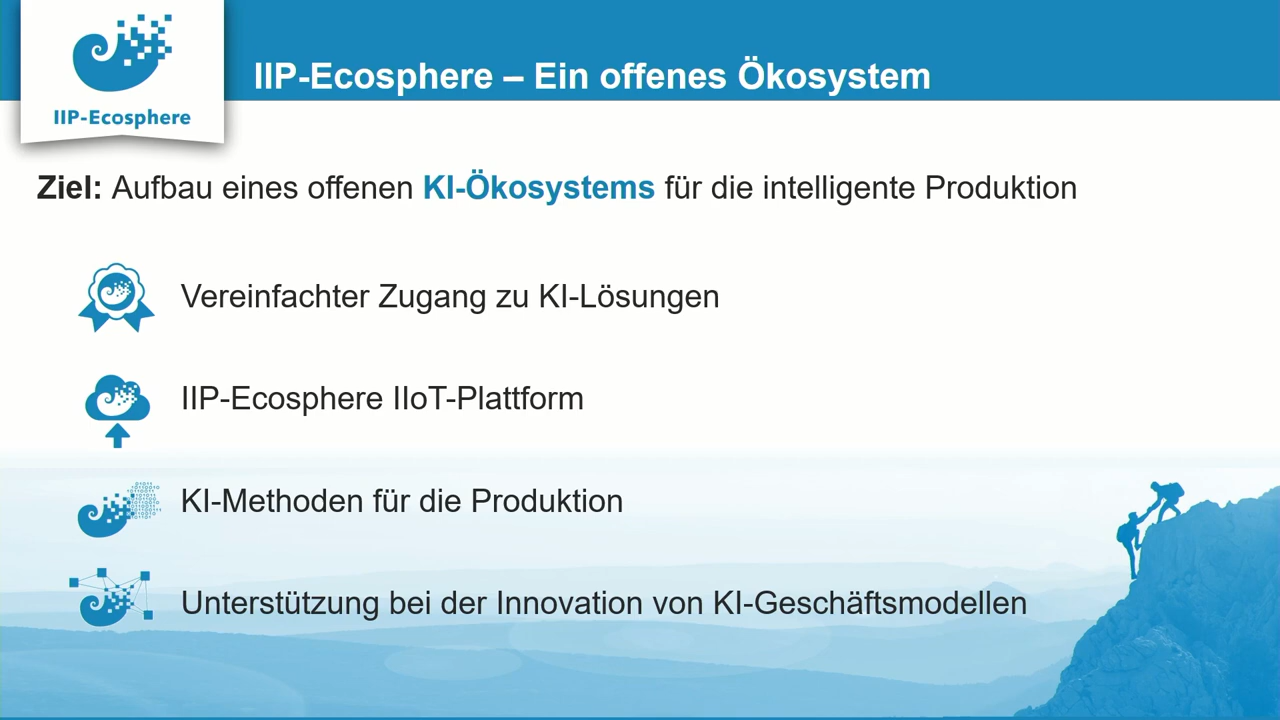 IIP-Ecosphere – Ein offenes Ökosystem
IIP-Ecosphere
Ziel: Aufbau eines offenen KI-Ökosystems für die intelligente Produktion
Vereinfachter Zugang zu KI-Lösungen
IIP-Ecosphere IIoT-Plattform
KI-Methoden für die Produktion
Unterstützung bei der Innovation von KI-Geschäftsmodellen